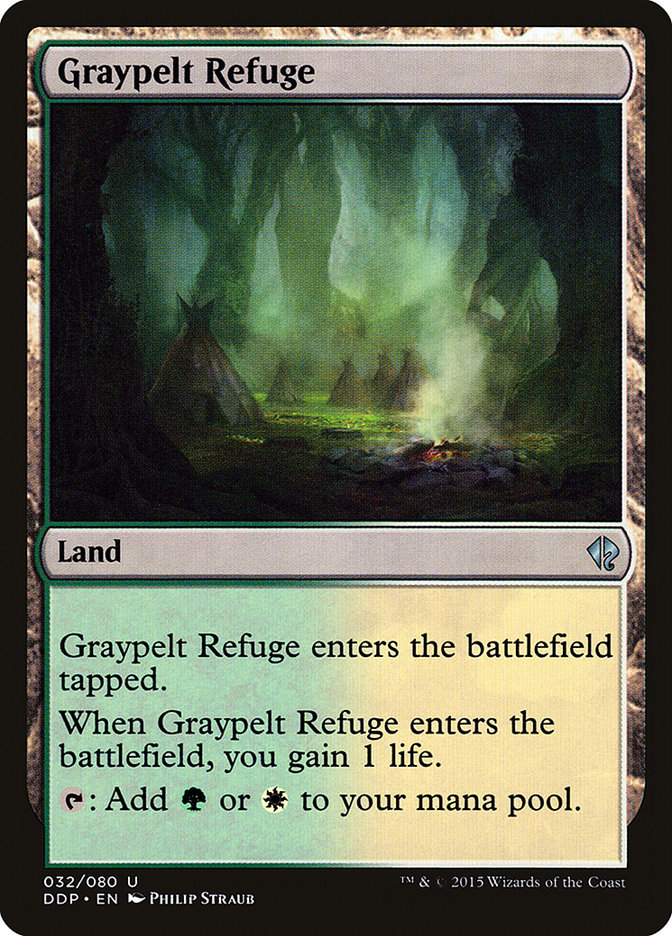 Graypelt Refuge
Land
Graypelt Refuge enters the battlefield
tapped.
When Graypelt Refuge enters the
battlefield, you gain 1 life.
: Add or to your mana pool.
032/080 U
DDP • EN Philip Straub
™ & © 2015 Wizards of the Coast